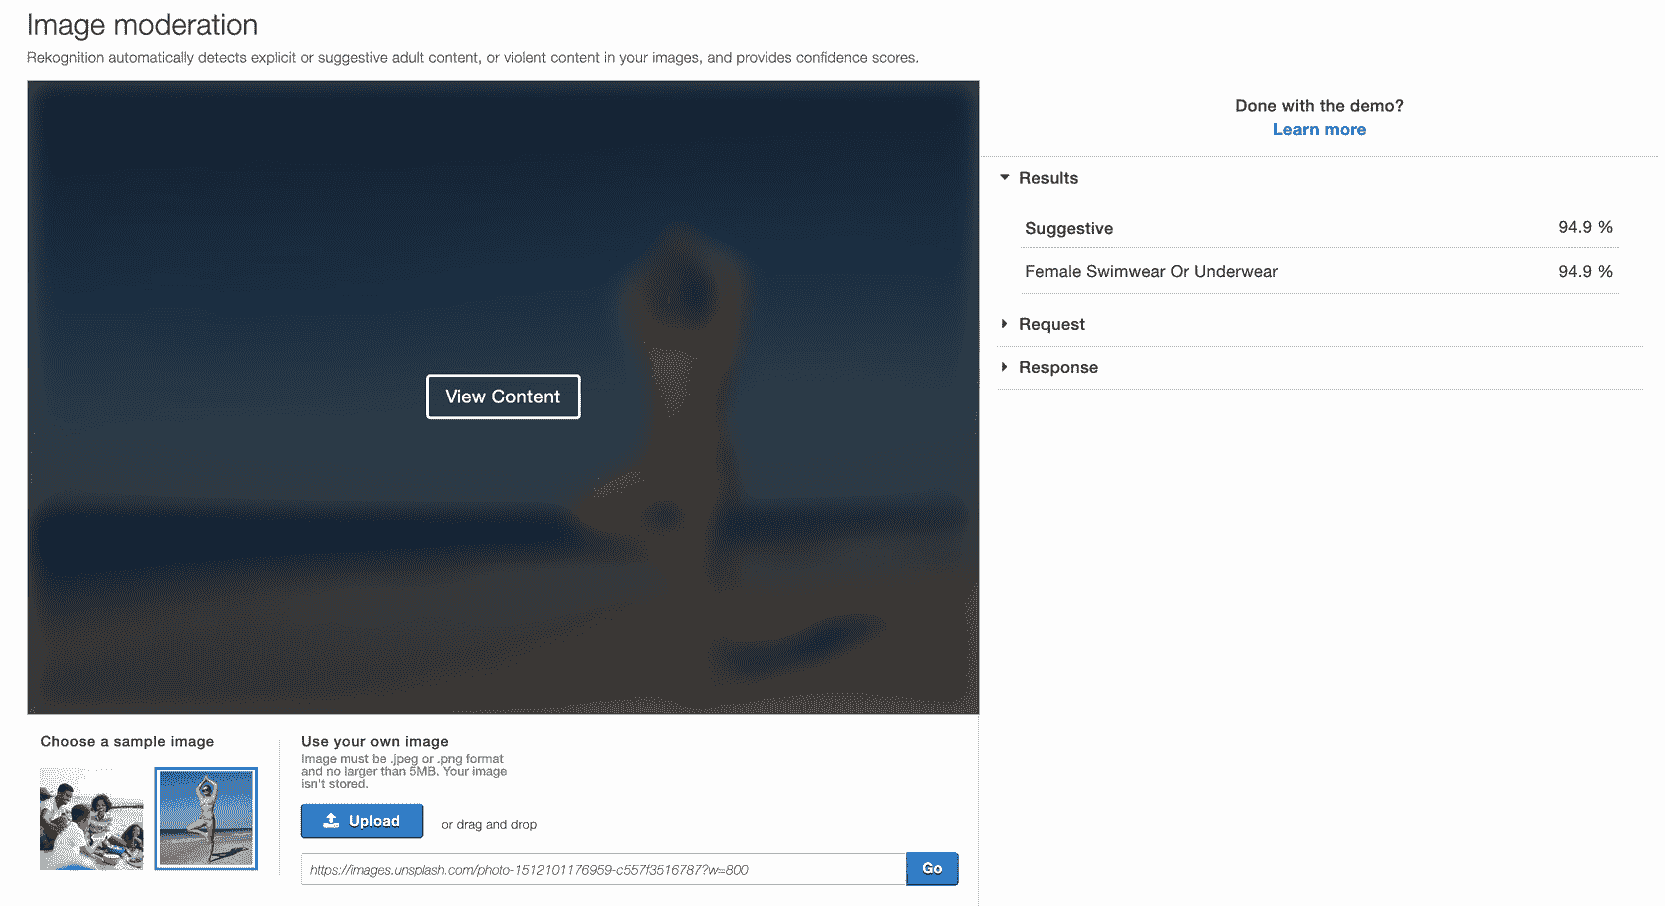 Image moderation
Rekognition automatically detects explicit or suggestive adult content, or violent content in your images, and provides confidence scores.
View Content
Done with the demo?
Learn more
Results
Suggestive 94.9 %
Female Swimwear Or Underwear 94.9 %
Request
Response
Choose a sample image
Use your own image
Image must be .jpeg or .png format
and no larger than 5MB. Your image
isn't stored.
Upload or drag and drop
https://images.unsplash.com/photo-1512101176959-c557f3516787?w=800 Go